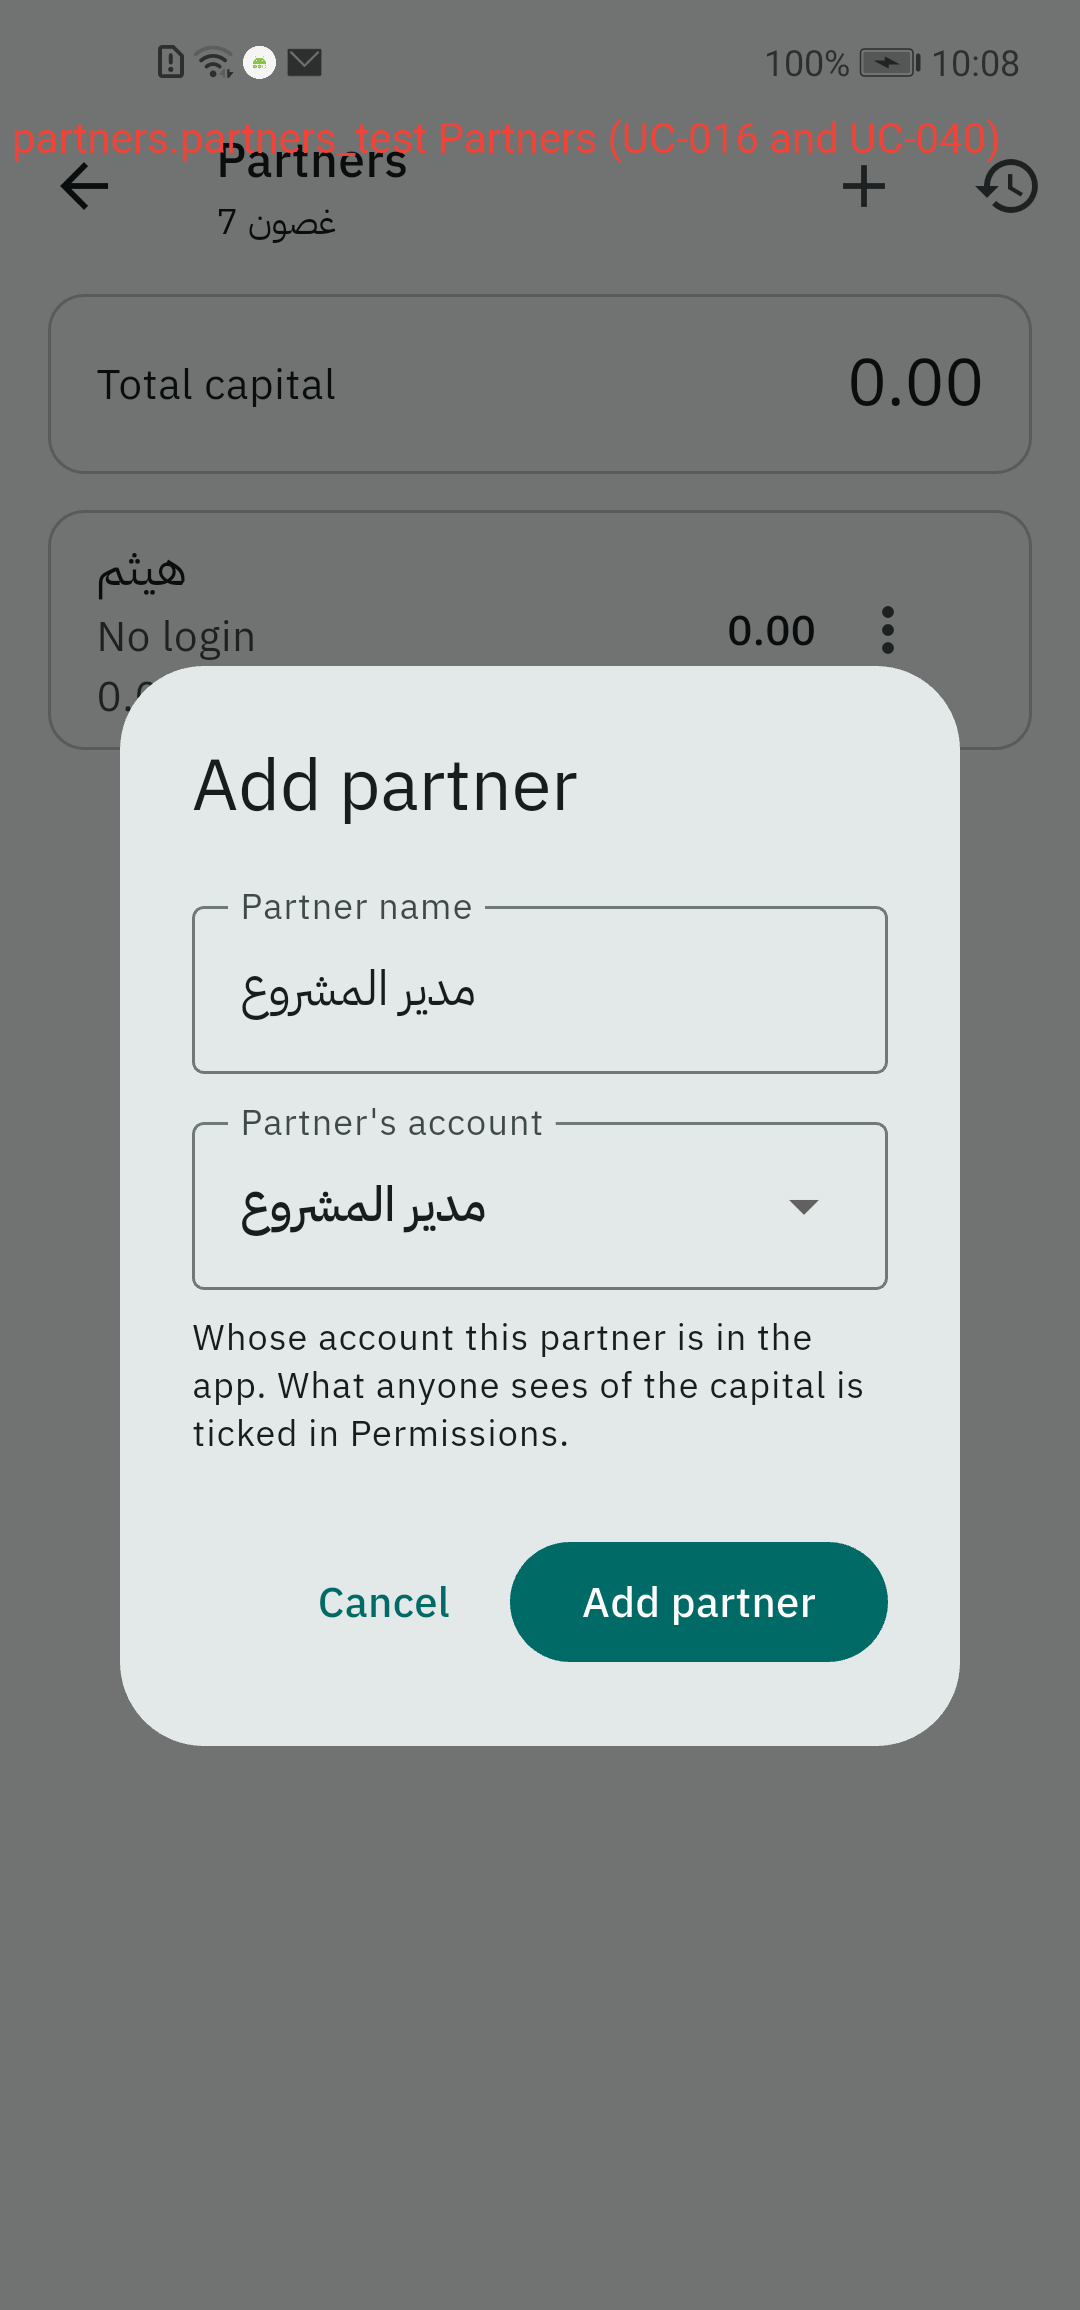 100% 10:08
partners.partners_test Partners (UC-016 and UC-040)
Partners
غصون 7
Total capital 0.00
هيثم
No login 0.00
Add partner
Partner name
مدير المشروع
Partner's account
مدير المشروع
Whose account this partner is in the
app. What anyone sees of the capital is
ticked in Permissions.
Cancel Add partner